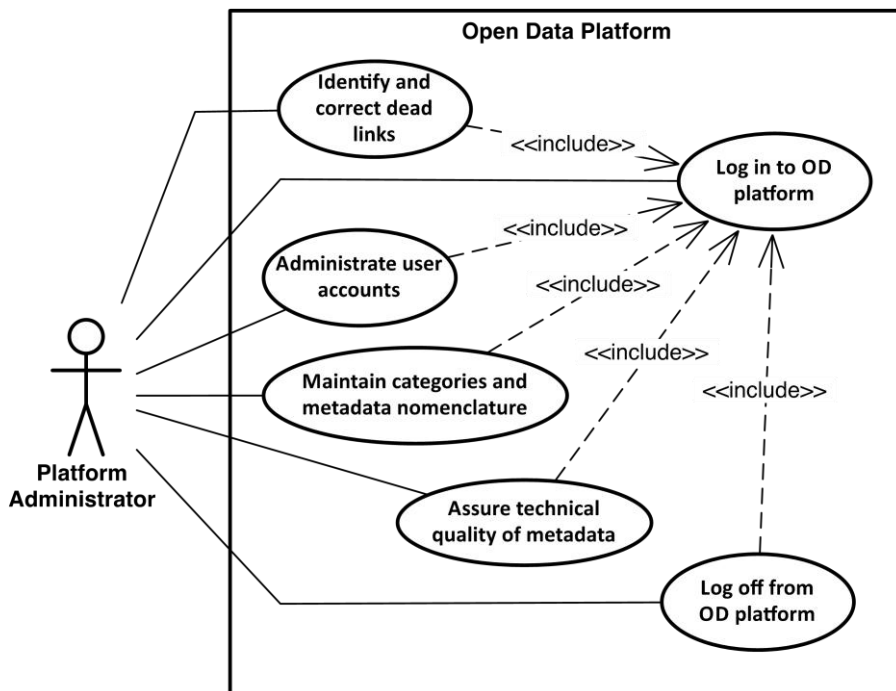 Open Data Platform
Identify and
correct dead
links
<<include>>
Log in to OD
platform
<<include>>
Administrate user
accounts
<<include>>
<<include>>
Maintain categories and
metadata nomenclature
<<include>>
Platform
Administrator
Assure technical
quality of metadata
Log off from
OD platform